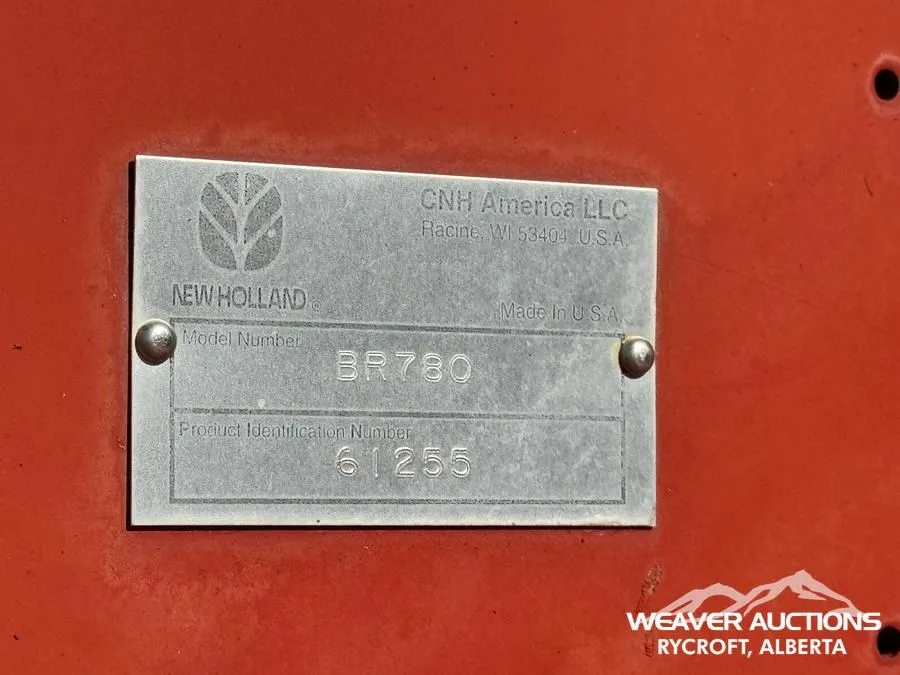 CNH America LLC
Racine, WI 53404 U.S.A.
NEW HOLLAND®
Made In U.S.A.
Model Number
BR780
Product Identification Number
61255
WEAVER AUCTIONS
RYCROFT, ALBERTA